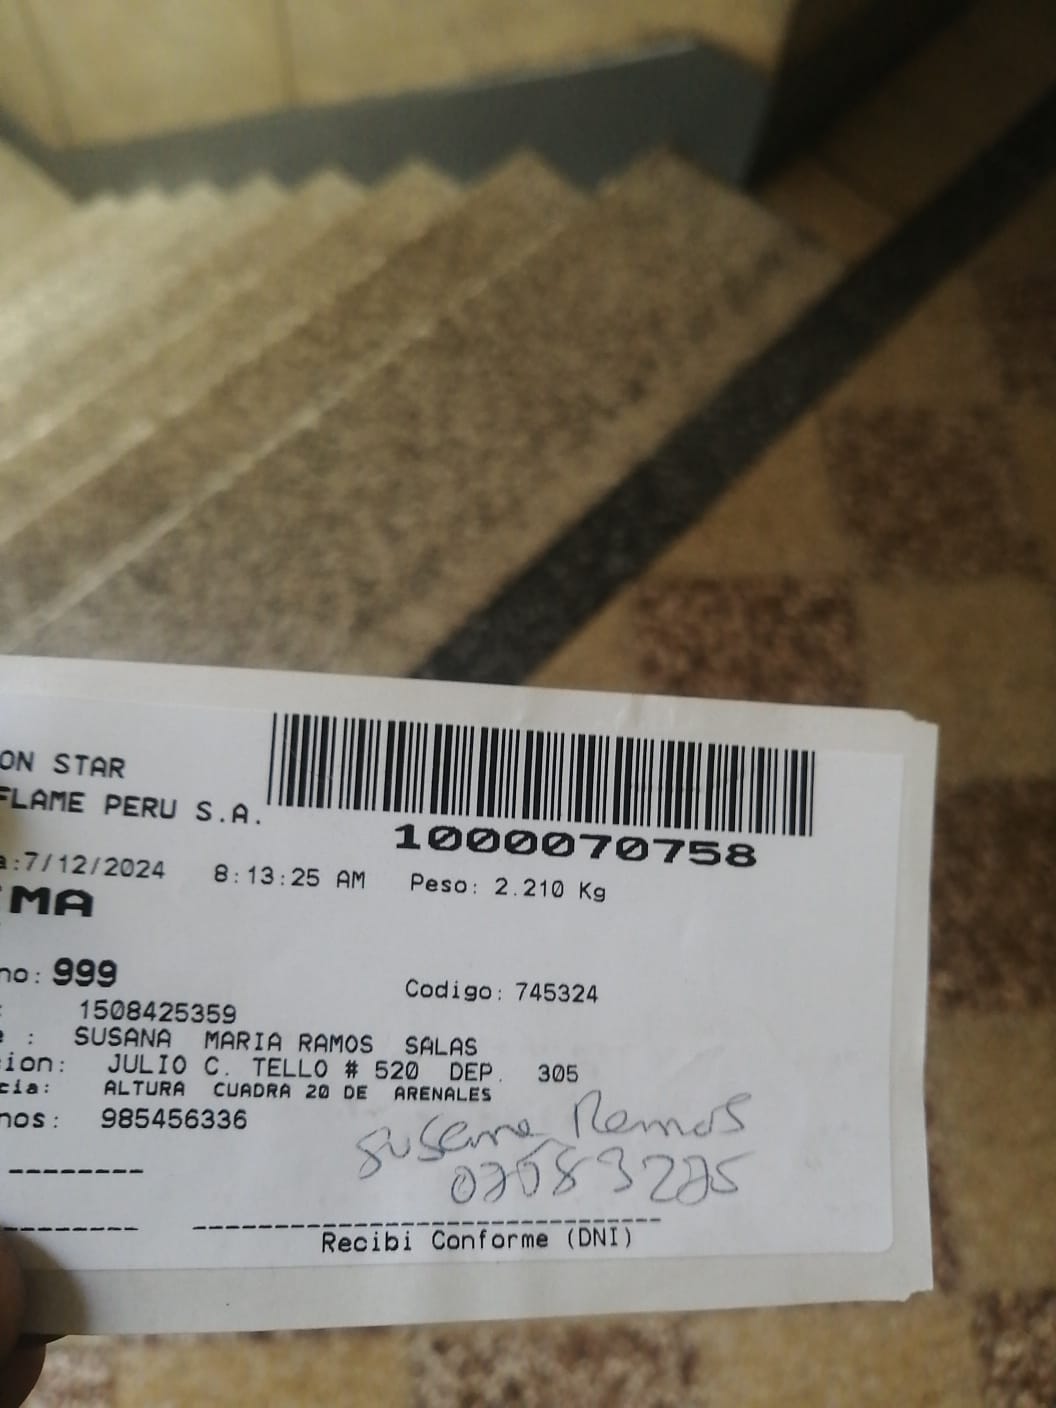 ON STAR
FLAME PERU S.A.
1000070758
a:7/12/2024 8:13:25 AM Peso: 2.210 Kg
MA
no: 999 Codigo: 745324
: 1508425359
e : SUSANA MARIA RAMOS SALAS
cion: JULIO C. TELLO # 520 DEP. 305
cia: ALTURA CUADRA 20 DE ARENALES
nos: 985456336
Susana Ramos
Recibi Conforme (DNI)